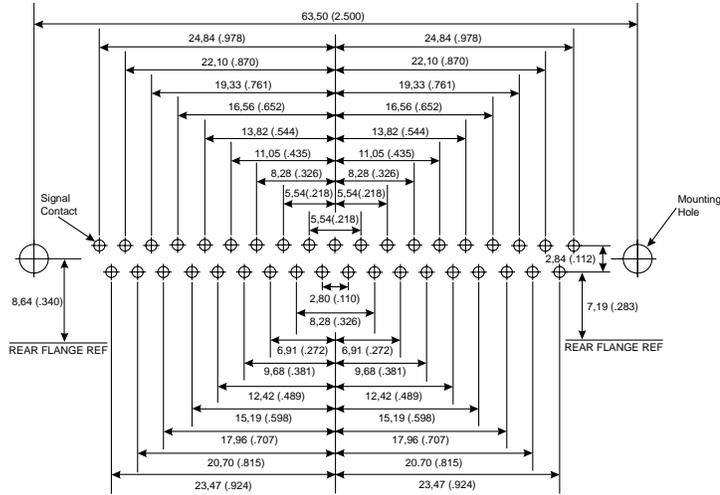 63,50 (2.500)
24,84 (.978) 24,84 (.978)
22,10 (.870) 22,10 (.870)
19,33 (.761) 19,33 (.761)
16,56 (.652) 16,56 (.652)
13,82 (.544) 13,82 (.544)
11,05 (.435) 11,05 (.435)
8,28 (.326) 8,28 (.326)
5,54(.218) 5,54(.218)
5,54(.218)
Signal
Contact
Mounting
Hole
2,84 (.112)
8,64 (.340)
7,19 (.283)
2,80 (.110)
8,28 (.326)
REAR FLANGE REF
REAR FLANGE REF
6,91 (.272) 6,91 (.272)
9,68 (.381) 9,68 (.381)
12,42 (.489) 12,42 (.489)
15,19 (.598) 15,19 (.598)
17,96 (.707) 17,96 (.707)
20,70 (.815) 20.70 (.815)
23,47 (.924) 23,47 (.924)